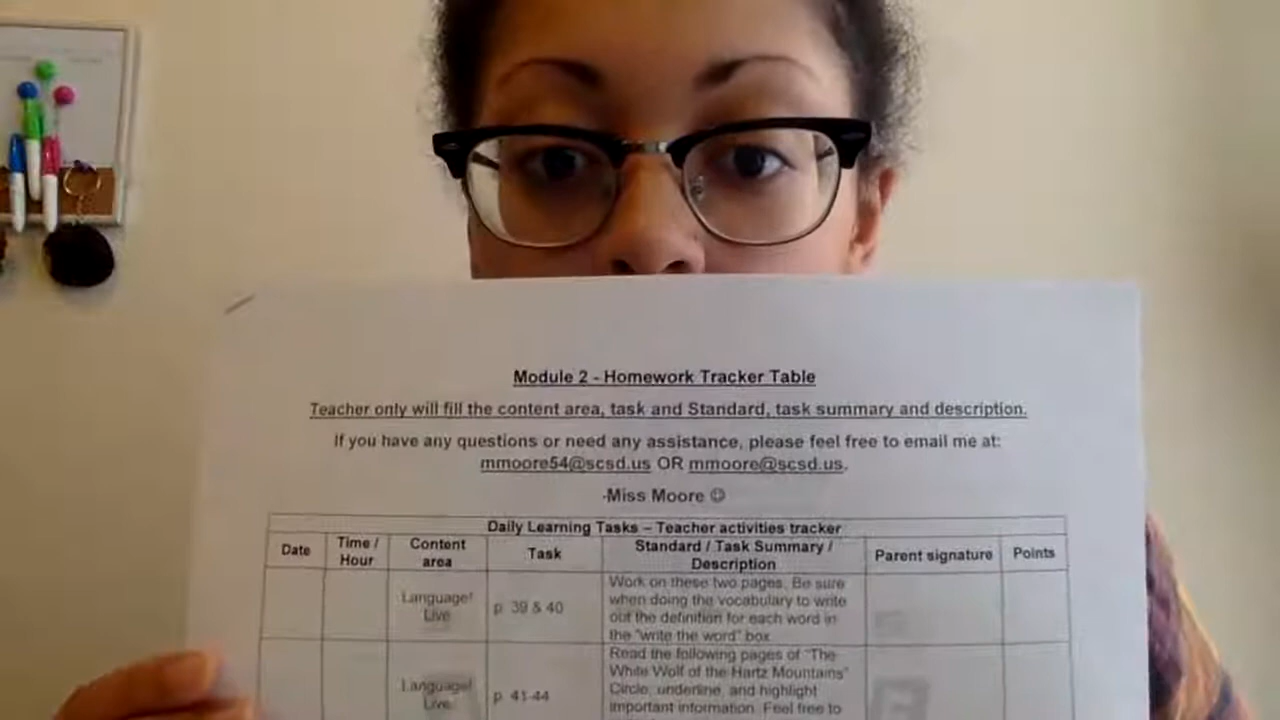 Module 2 - Homework Tracker Table
Teacher only will fill the content area, task and Standard, task summary and description.
If you have any questions or need any assistance, please feel free to email me at:
mmoore54@scsd.us OR mmoore@scsd.us.
-Miss Moore ☺
Daily Learning Tasks – Teacher activities tracker
Date
Time /
Hour
Content
area
Task
Standard / Task Summary /
Description
Parent signature
Points
Language!
Live
p. 39 & 40
Work on these two pages. Be sure
when doing the vocabulary to write
out the definition for each word in
the "write the word" box
Language!
Live
p. 41-44
Read the following pages of "The
White Wolf of the Hartz Mountains"
Circle, underline, and highlight
important information. Feel free to